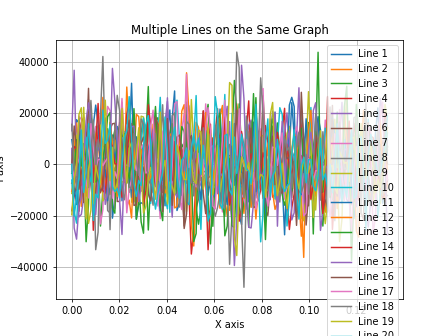 Multiple Lines on the Same Graph
40000
20000
0
−20000
−40000
0.00
0.02
0.04
0.06
0.08
0.10
X axis
Line 1
Line 2
Line 3
Line 4
Line 5
Line 6
Line 7
Line 8
Line 9
Line 10
Line 11
Line 12
Line 13
Line 14
Line 15
Line 16
Line 17
Line 18
Line 19
Line 20